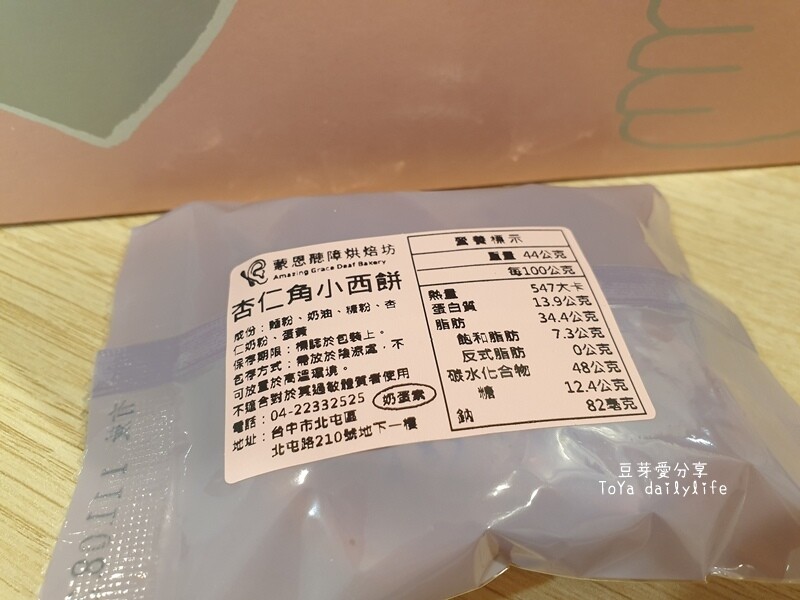 蒙恩聽障烘焙坊
Amazing Grace Deaf Bakery
杏仁角小西餅
成份：麵粉、奶油、糖粉、杏
仁奶粉、蛋黃
保存期限：標誌於包裝上。
包存方式：需放於陰涼處，不
可放置於高溫環境。
不適合對於其過敏體質者使用
電話：04-22332525 奶蛋素
地址：台中市北屯區
北屯路210號地下一樓
營養標示
重量 44公克
每100公克
熱量 547大卡
蛋白質 13.9公克
脂肪 34.4公克
飽和脂肪 7.3公克
反式脂肪 0公克
碳水化合物 48公克
糖 12.4公克
鈉 82毫克
豆芽愛分享
ToYa dailylife